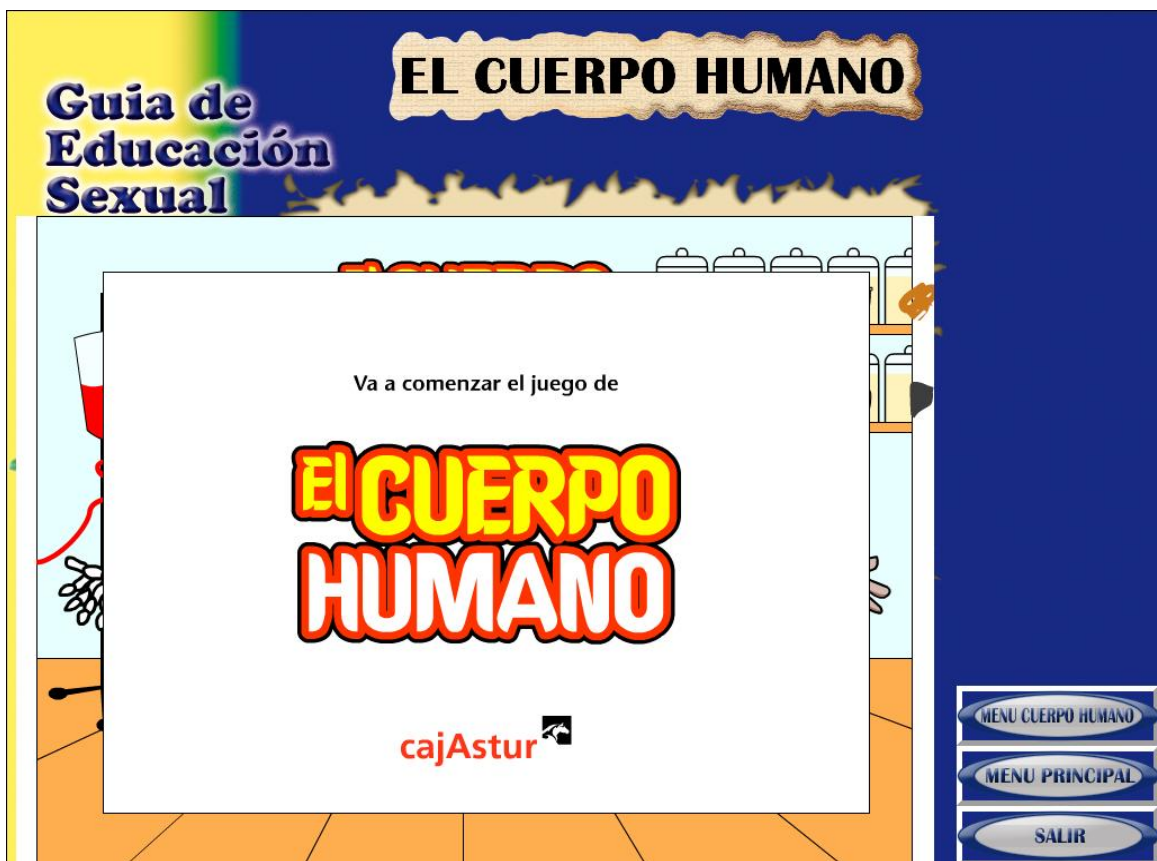 EL CUERPO HUMANO
Guia de
Educación
Sexual
Va a comenzar el juego de
El CUERPO
HUMANO
cajAstur
MENU CUERPO HUMANO
MENU PRINCIPAL
SALIR